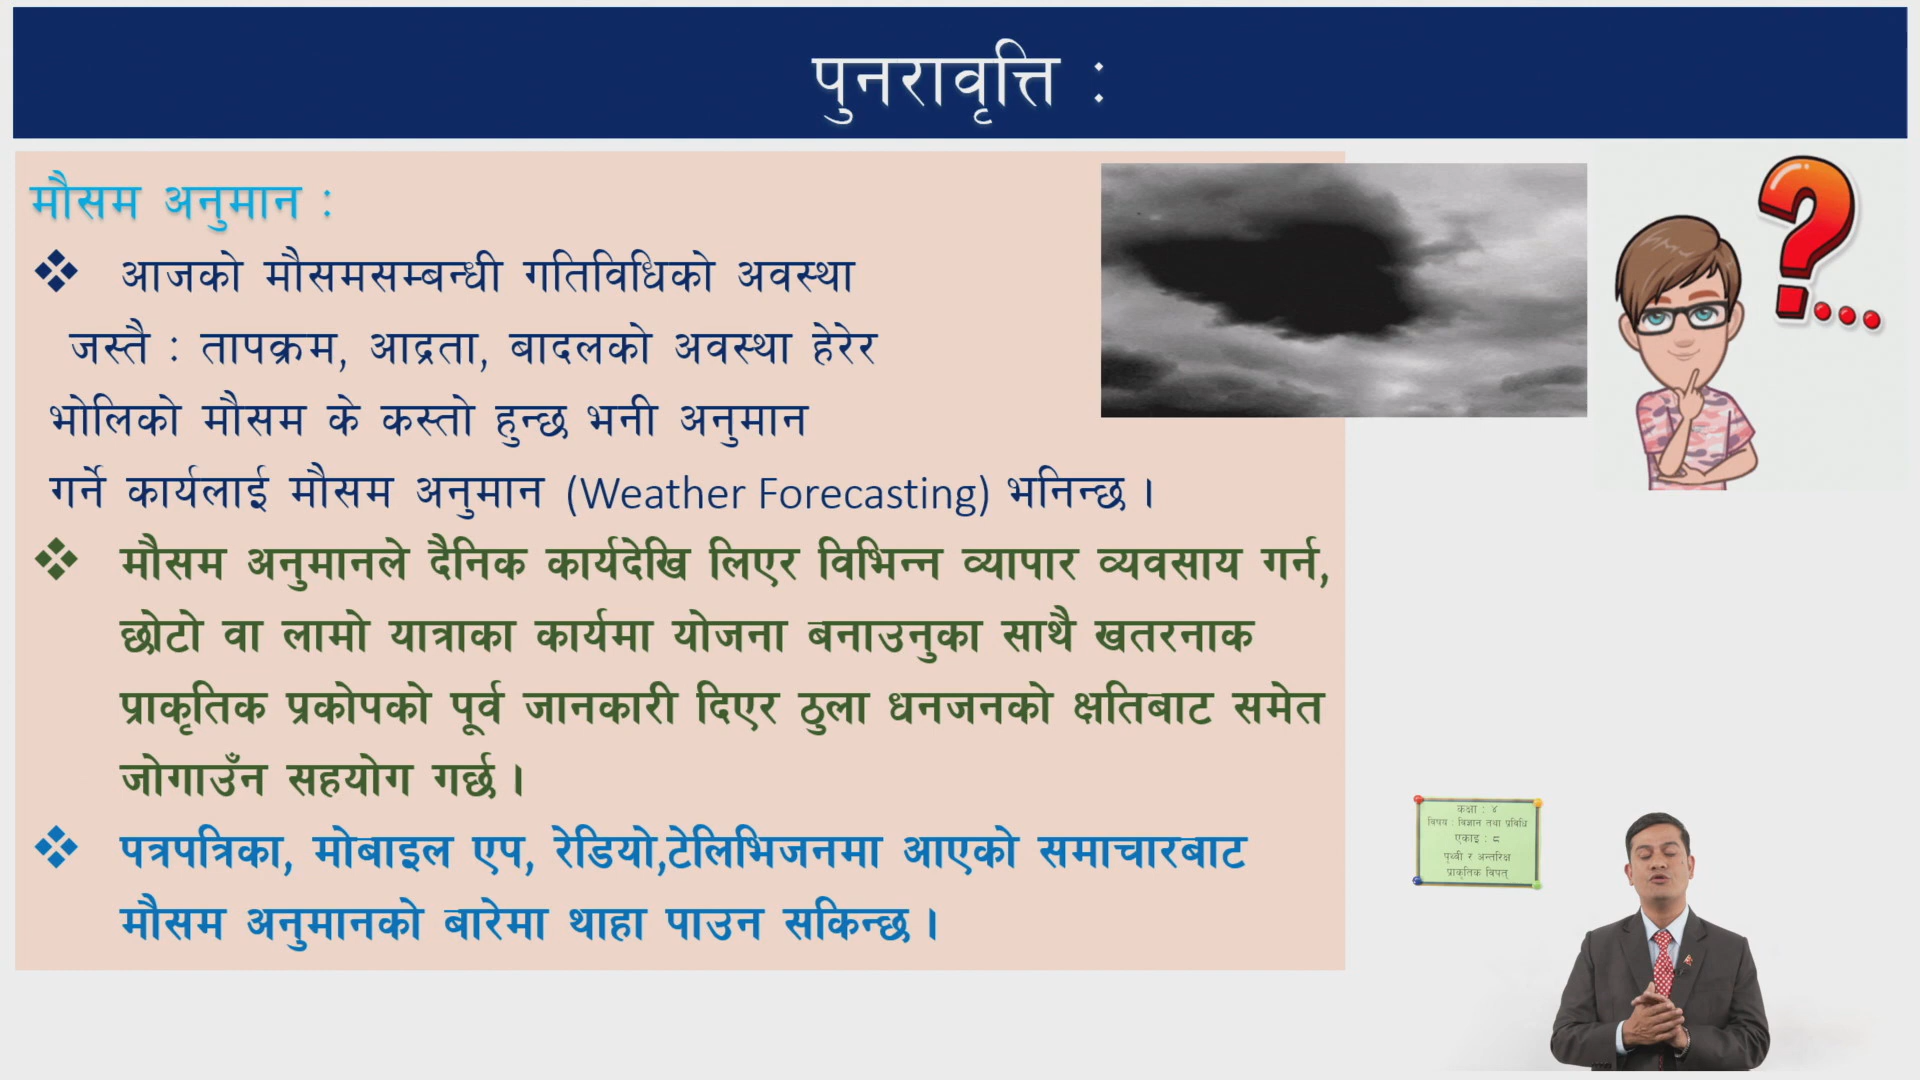 पुनरावृत्ति :
मौसम अनुमान :
❖ आजको मौसमसम्बन्धी गतिविधिको अवस्था
जस्तै : तापक्रम, आद्रता, बादलको अवस्था हेरेर
भोलिको मौसम के कस्तो हुन्छ भनी अनुमान
गर्ने कार्यलाई मौसम अनुमान (Weather Forecasting) भनिन्छ ।
❖ मौसम अनुमानले दैनिक कार्यदेखि लिएर विभिन्न व्यापार व्यवसाय गर्न,
छोटो वा लामो यात्राका कार्यमा योजना बनाउनुका साथै खतरनाक
प्राकृतिक प्रकोपको पूर्व जानकारी दिएर ठुला धनजनको क्षतिबाट समेत
जोगाउँन सहयोग गर्छ ।
❖ पत्रपत्रिका, मोबाइल एप, रेडियो,टेलिभिजनमा आएको समाचारबाट
मौसम अनुमानको बारेमा थाहा पाउन सकिन्छ ।
कक्षा : ४
विषय : विज्ञान तथा प्रविधि
एकाइ : ८
पृथ्वी र अन्तरिक्ष
प्राकृतिक विपत्